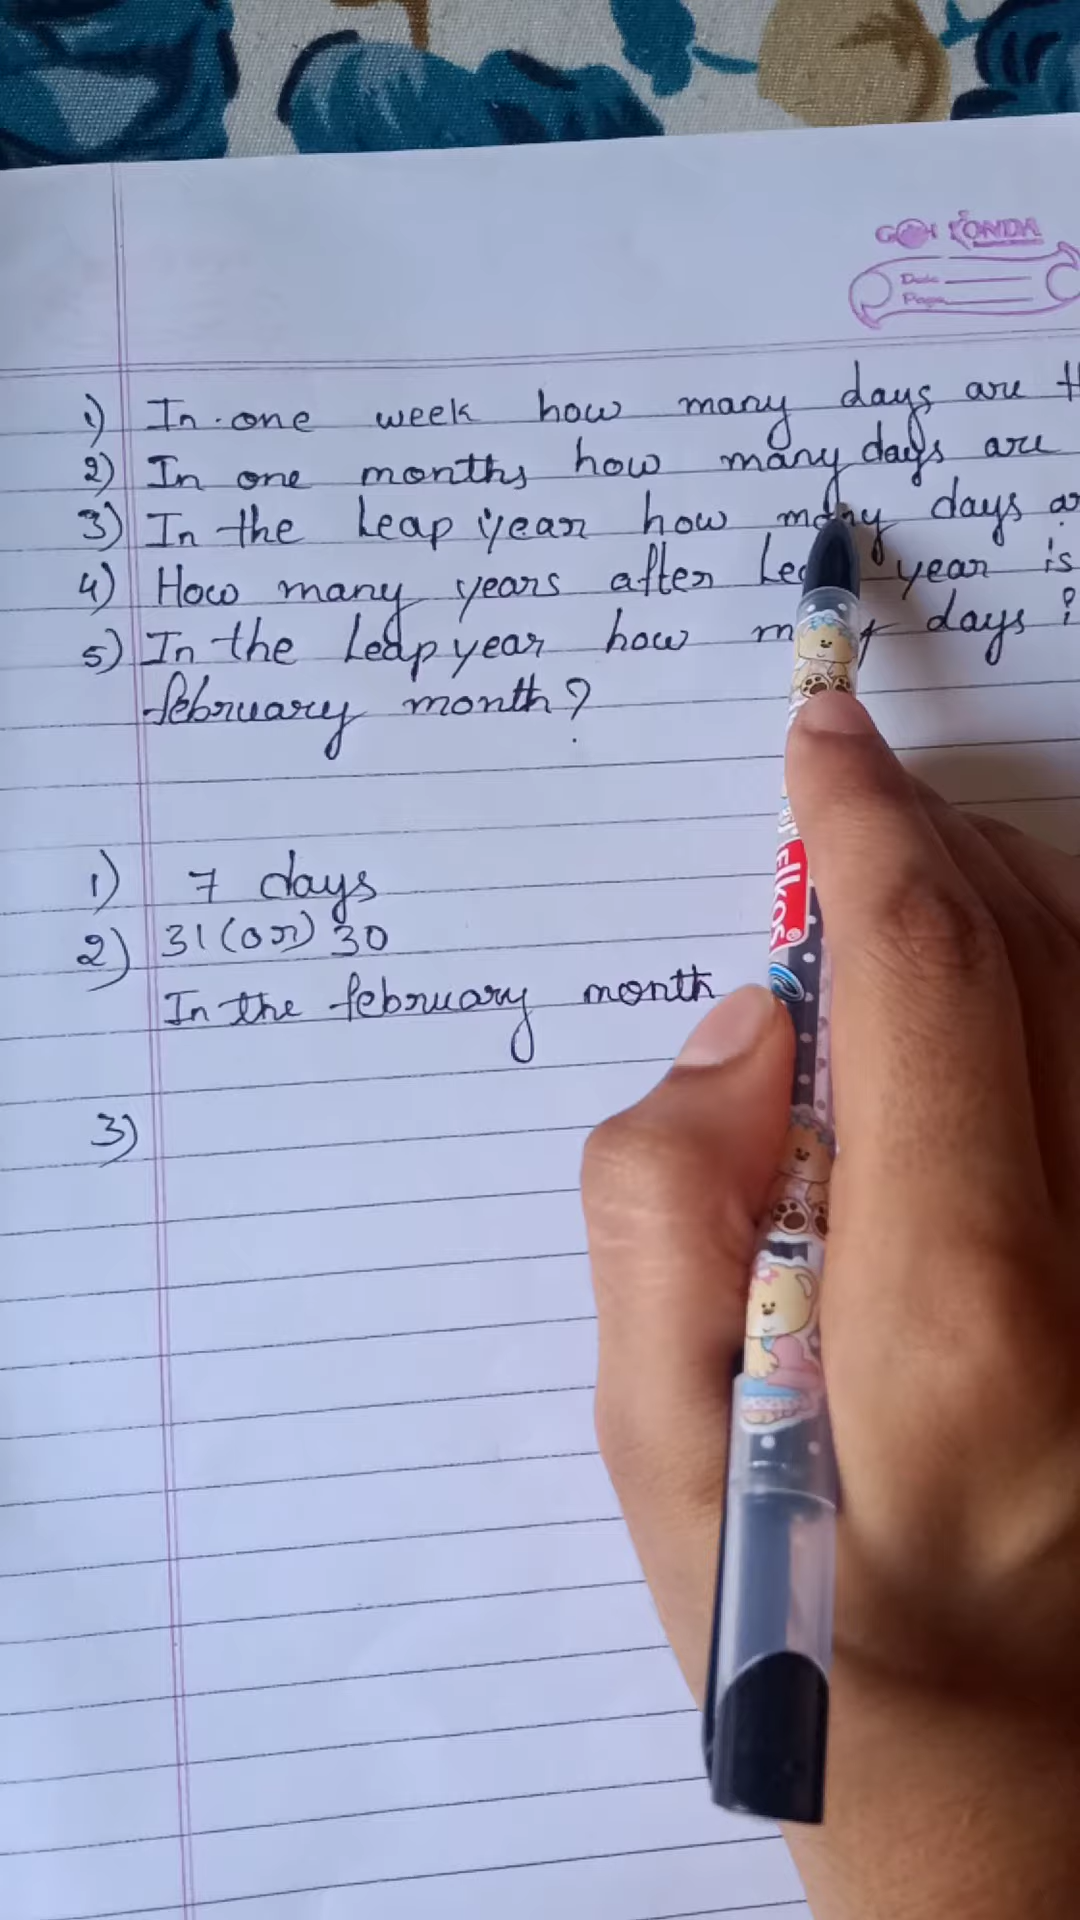 GOLKONDA
Date
Page
1) In one week how many days are
2) In one months how many days are
3) In the Leap year how many days
4) How many years after year is
5) In the Leap year how days
february month?
1) 7 days
2) 31 (or) 30
In the february month
3)
elkos